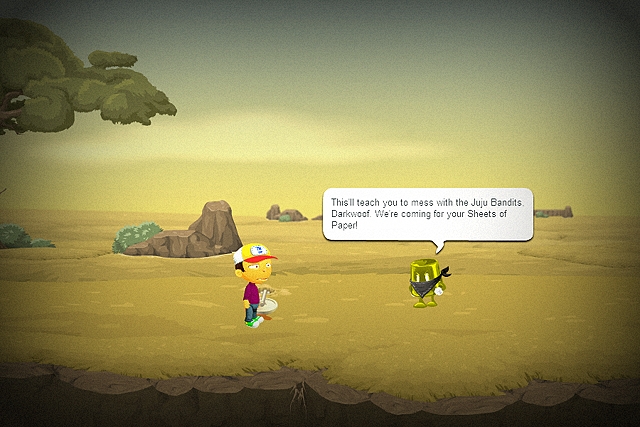 This'll teach you to mess with the Juju Bandits,
Darkwoof. We're coming for your Sheets of
Paper!